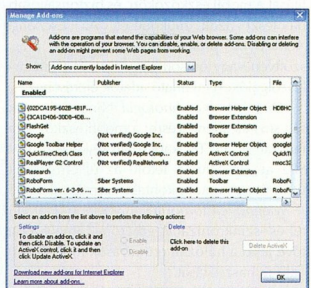 Manage Add-ons
Add-ons are programs that extend the capabilities of your Web browser. Some add-ons can interfere
with the operation of your browser. You can disable, enable, or delete add-ons. Disabling or deleting
an add-on might prevent some Web pages from working.
Show: Add-ons currently loaded in Internet Explorer
Name Publisher Status Type File
Enabled
Enabled Browser Helper Object
Enabled Browser Extension
FlashGet Enabled Browser Extension
Google (Not verified) Google Inc. Enabled Toolbar googlet
Google Toolbar Helper (Not verified) Google Inc. Enabled Browser Helper Object googlet
QuickTimeCheck Class (Not verified) Apple Comp... Enabled ActiveX Control QuickTi
RealPlayer G2 Control (Not verified) RealNetworks Enabled ActiveX Control rmoc32
Research Enabled Browser Extension
RoboForm Siber Systems Enabled Toolbar RoboFo
RoboForm ver. 6-3-96 ... Siber Systems Enabled Browser Helper Object RoboFo
Select an add-on from the list above to perform the following actions:
Settings
To disable an add-on, click it and
then click Disable. To update an
ActiveX control, click it and then
click Update ActiveX.
Enable
Disable
Delete
Click here to delete this
add-on
Delete ActiveX
Download new add-ons for Internet Explorer
Learn more about add-ons...
OK